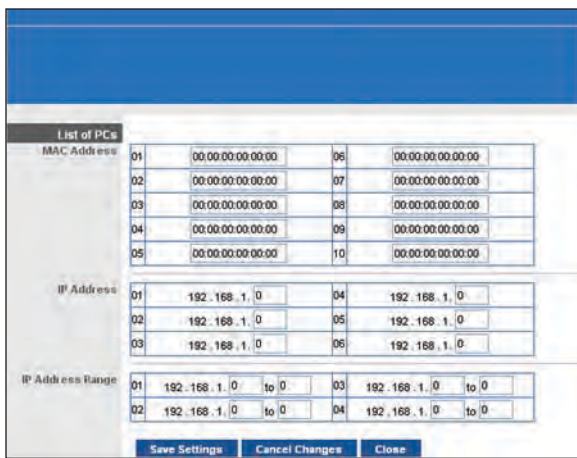 List of PCs
MAC Address
01 00:00:00:00:00:00 06 00:00:00:00:00:00
02 00:00:00:00:00:00 07 00:00:00:00:00:00
03 00:00:00:00:00:00 08 00:00:00:00:00:00
04 00:00:00:00:00:00 09 00:00:00:00:00:00
05 00:00:00:00:00:00 10 00:00:00:00:00:00
IP Address
01 192 .168 .1. 0 04 192 .168 .1. 0
02 192 .168 .1. 0 05 192 .168 .1. 0
03 192 .168 .1. 0 06 192 .168 .1. 0
IP Address Range
01 192 .168 .1. 0 to 0 03 192 .168 .1. 0 to 0
02 192 .168 .1. 0 to 0 04 192 .168 .1. 0 to 0
Save Settings Cancel Changes Close